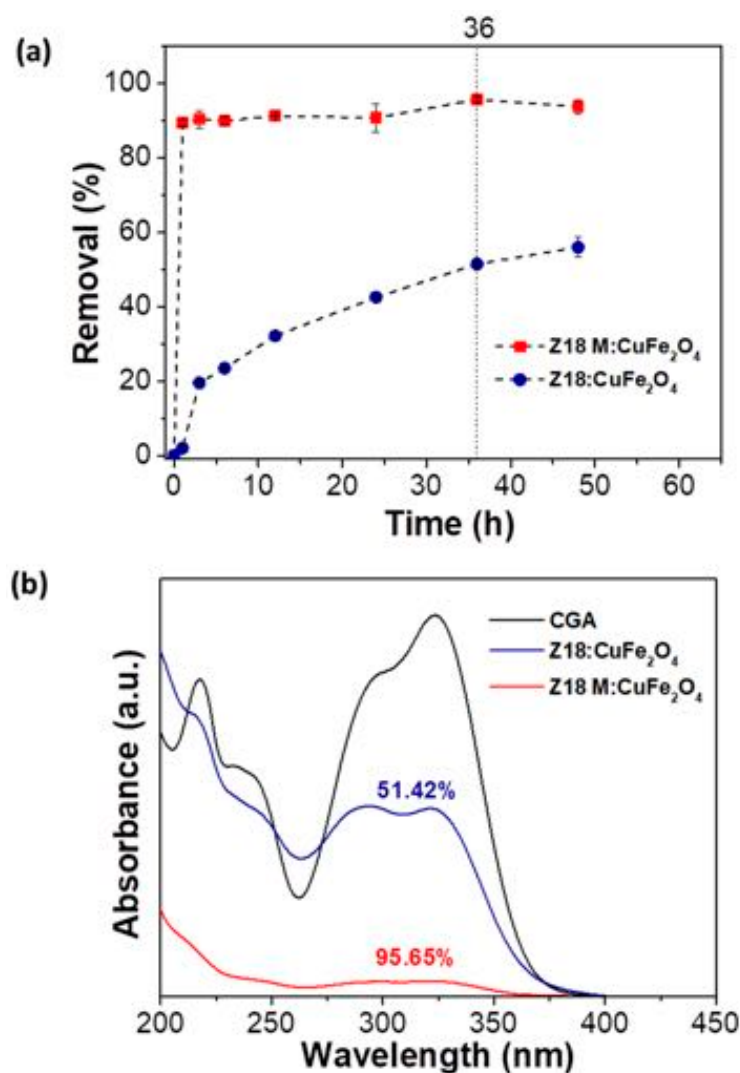 (a)
36
100
80
60
40
20
0
Removal (%)
Z18 M:CuFe₂O₄
Z18:CuFe₂O₄
0 10 20 30 40 50 60
Time (h)
(b)
CGA
Z18:CuFe₂O₄
Z18 M:CuFe₂O₄
51.42%
95.65%
Absorbance (a.u.)
200 250 300 350 400 450
Wavelength (nm)